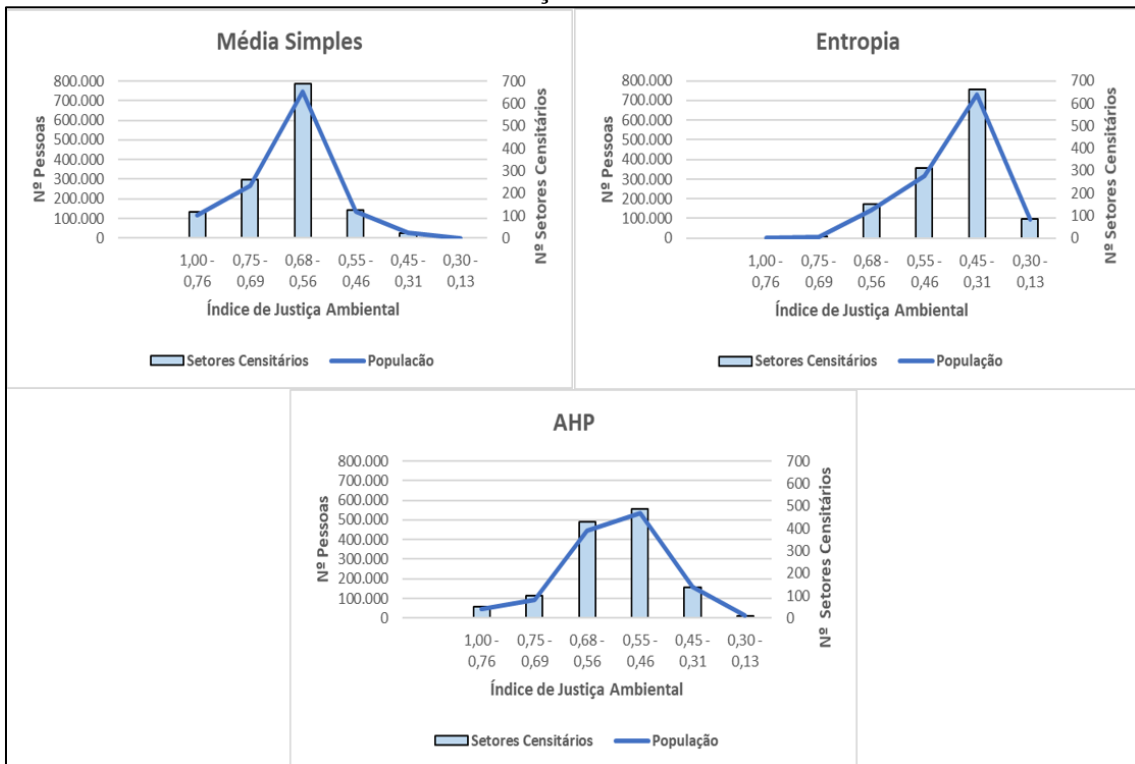 Média Simples
Nº Pessoas
800.000
700.000
600.000
500.000
400.000
300.000
200.000
100.000
0
700
600
500
400
300
200
100
0
Nº Setores Censitários
1,00 - 0,75 - 0,68 - 0,55 - 0,45 - 0,30 -
0,76 0,69 0,56 0,46 0,31 0,13
Índice de Justiça Ambiental
Setores Censitários População
Entropia
Nº Pessoas
800.000
700.000
600.000
500.000
400.000
300.000
200.000
100.000
0
700
600
500
400
300
200
100
0
Nº Setores Censitários
1,00 - 0,75 - 0,68 - 0,55 - 0,45 - 0,30 -
0,76 0,69 0,56 0,46 0,31 0,13
Índice de Justiça Ambiental
Setores Censitários População
AHP
Nº Pessoas
800.000
700.000
600.000
500.000
400.000
300.000
200.000
100.000
0
700
600
500
400
300
200
100
0
Nº Setores Censitários
1,00 - 0,75 - 0,68 - 0,55 - 0,45 - 0,30 -
0,76 0,69 0,56 0,46 0,31 0,13
Índice de Justiça Ambiental
Setores Censitários População